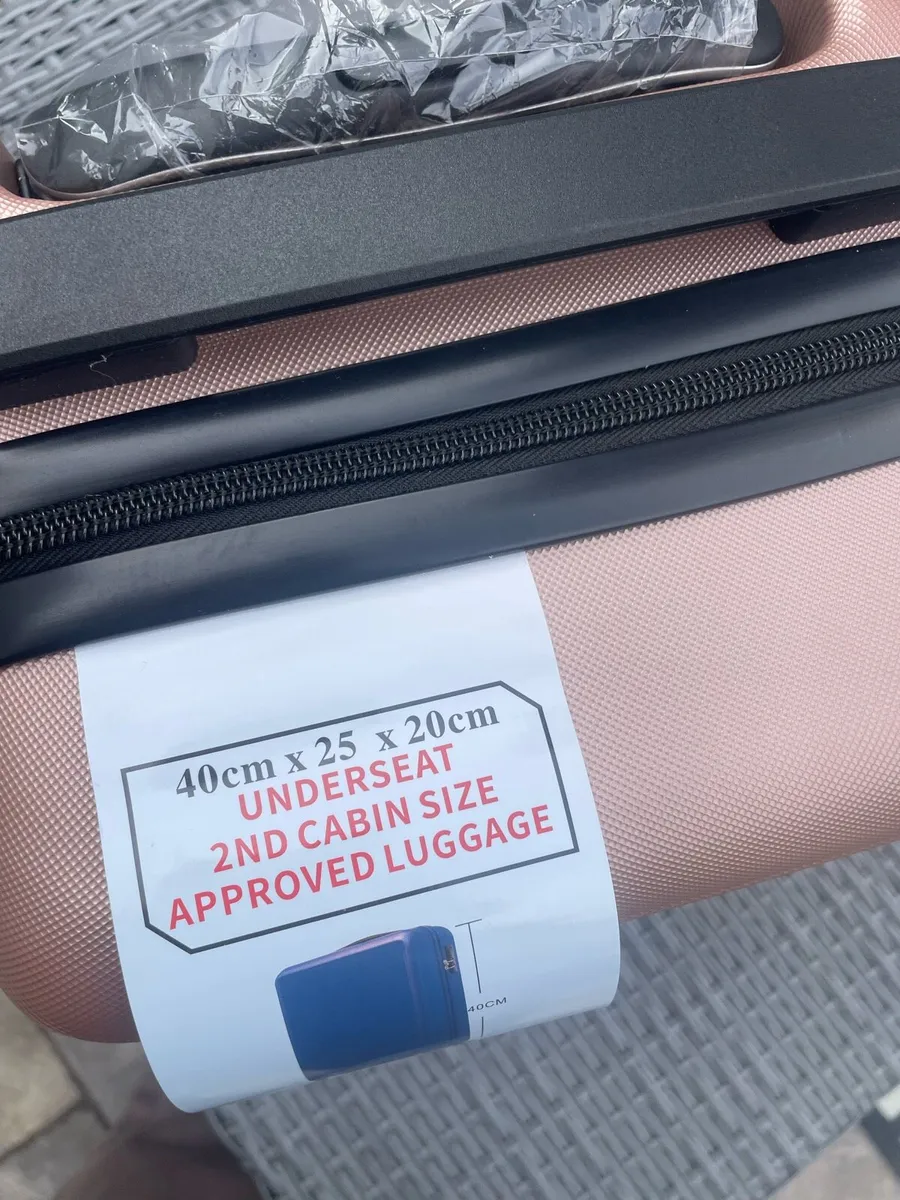 40cm x 25 x 20cm
UNDERSEAT
2ND CABIN SIZE
APPROVED LUGGAGE
40CM